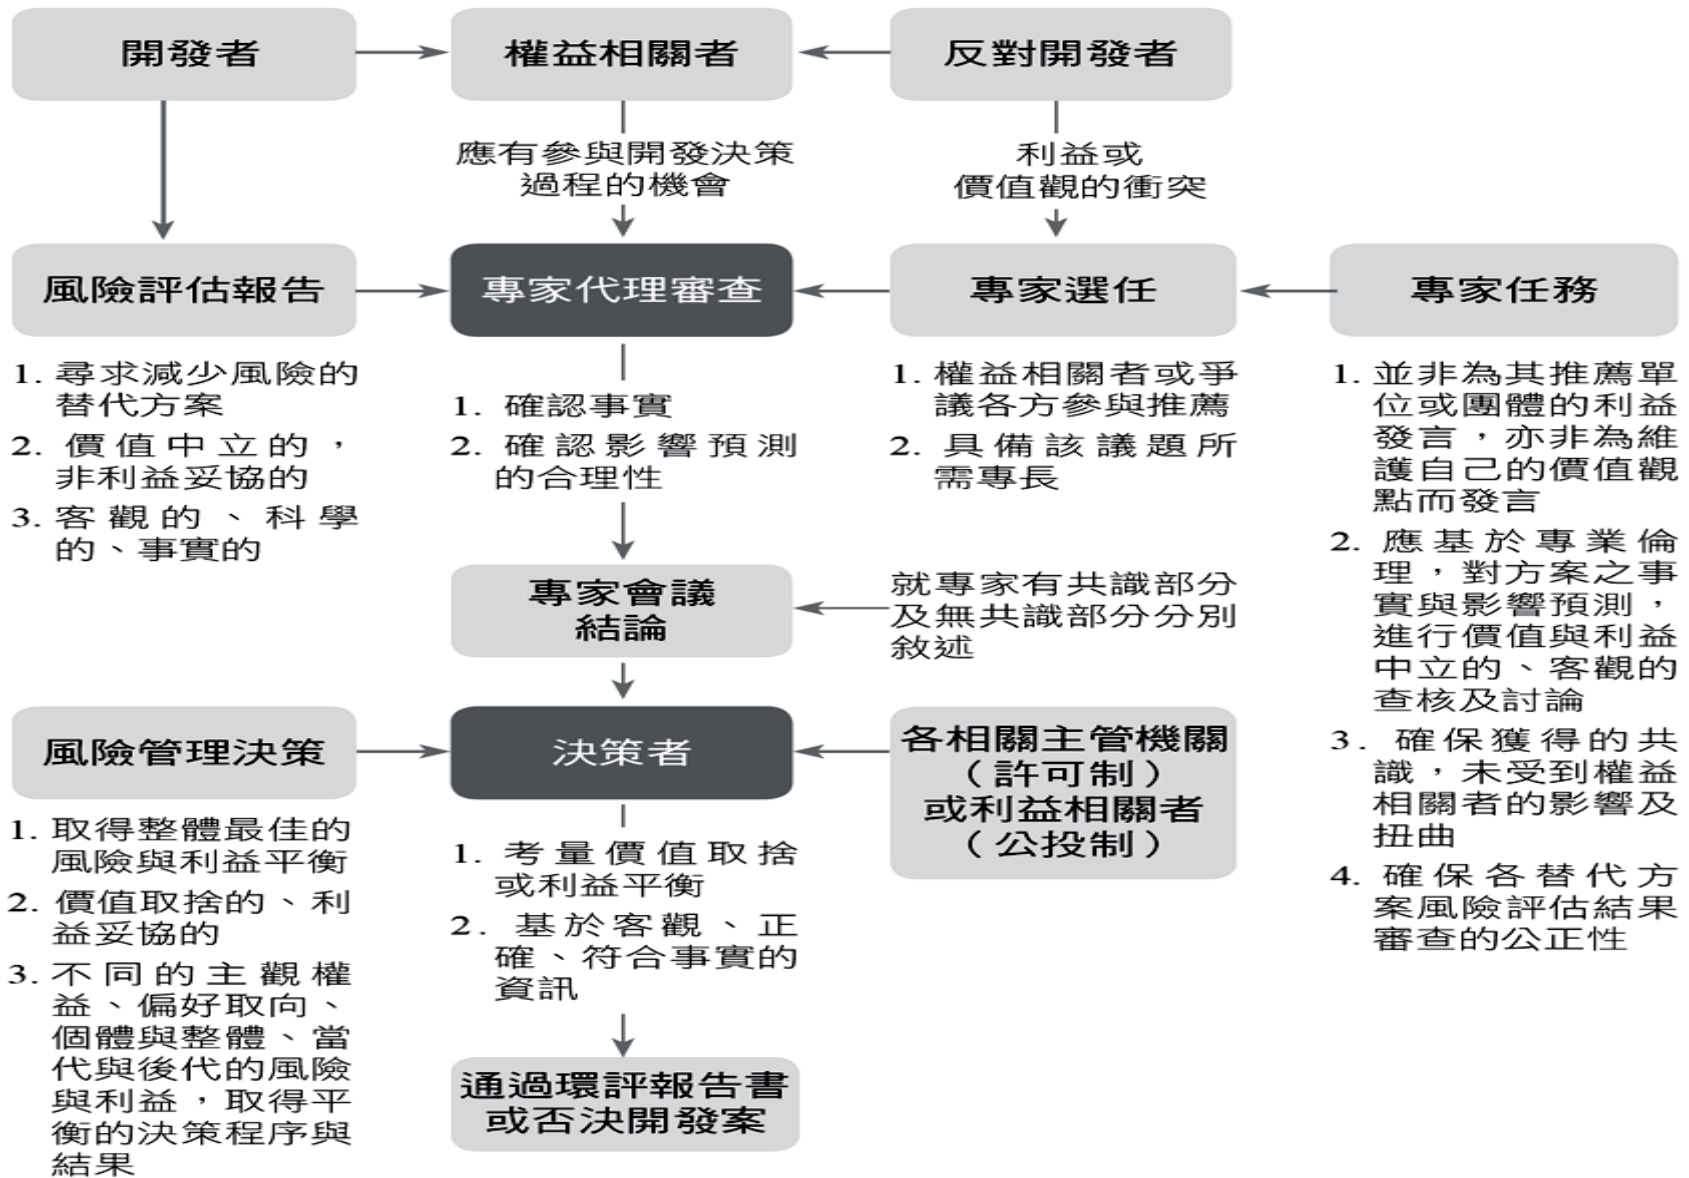 開發者
權益相關者
反對開發者
應有參與開發決策
過程的機會
利益或
價值觀的衝突
風險評估報告
專家代理審查
專家選任
專家任務
1. 尋求減少風險的
替代方案
2. 價值中立的，
非利益妥協的
3. 客觀的、科學
的、事實的
1. 確認事實
2. 確認影響預測
的合理性
1. 權益相關者或爭
議各方參與推薦
2. 具備該議題所
需專長
1. 並非為其推薦單
位或團體的利益
發言，亦非為維
護自己的價值觀
點而發言
2. 應基於專業倫
理，對方案之事
實與影響預測，
進行價值與利益
中立的、客觀的
查核及討論
3. 確保獲得的共
識，未受到權益
相關者的影響及
扭曲
4. 確保各替代方
案風險評估結果
審查的公正性
專家會議
結論
就專家有共識部分
及無共識部分分別
敘述
風險管理決策
決策者
各相關主管機關
（許可制）
或利益相關者
（公投制）
1. 取得整體最佳的
風險與利益平衡
2. 價值取捨的、利
益妥協的
3. 不同的主觀權
益、偏好取向、
個體與整體、當
代與後代的風險
與利益，取得平
衡的決策程序與
結果
1. 考量價值取捨
或利益平衡
2. 基於客觀、正
確、符合事實的
資訊
通過環評報告書
或否決開發案